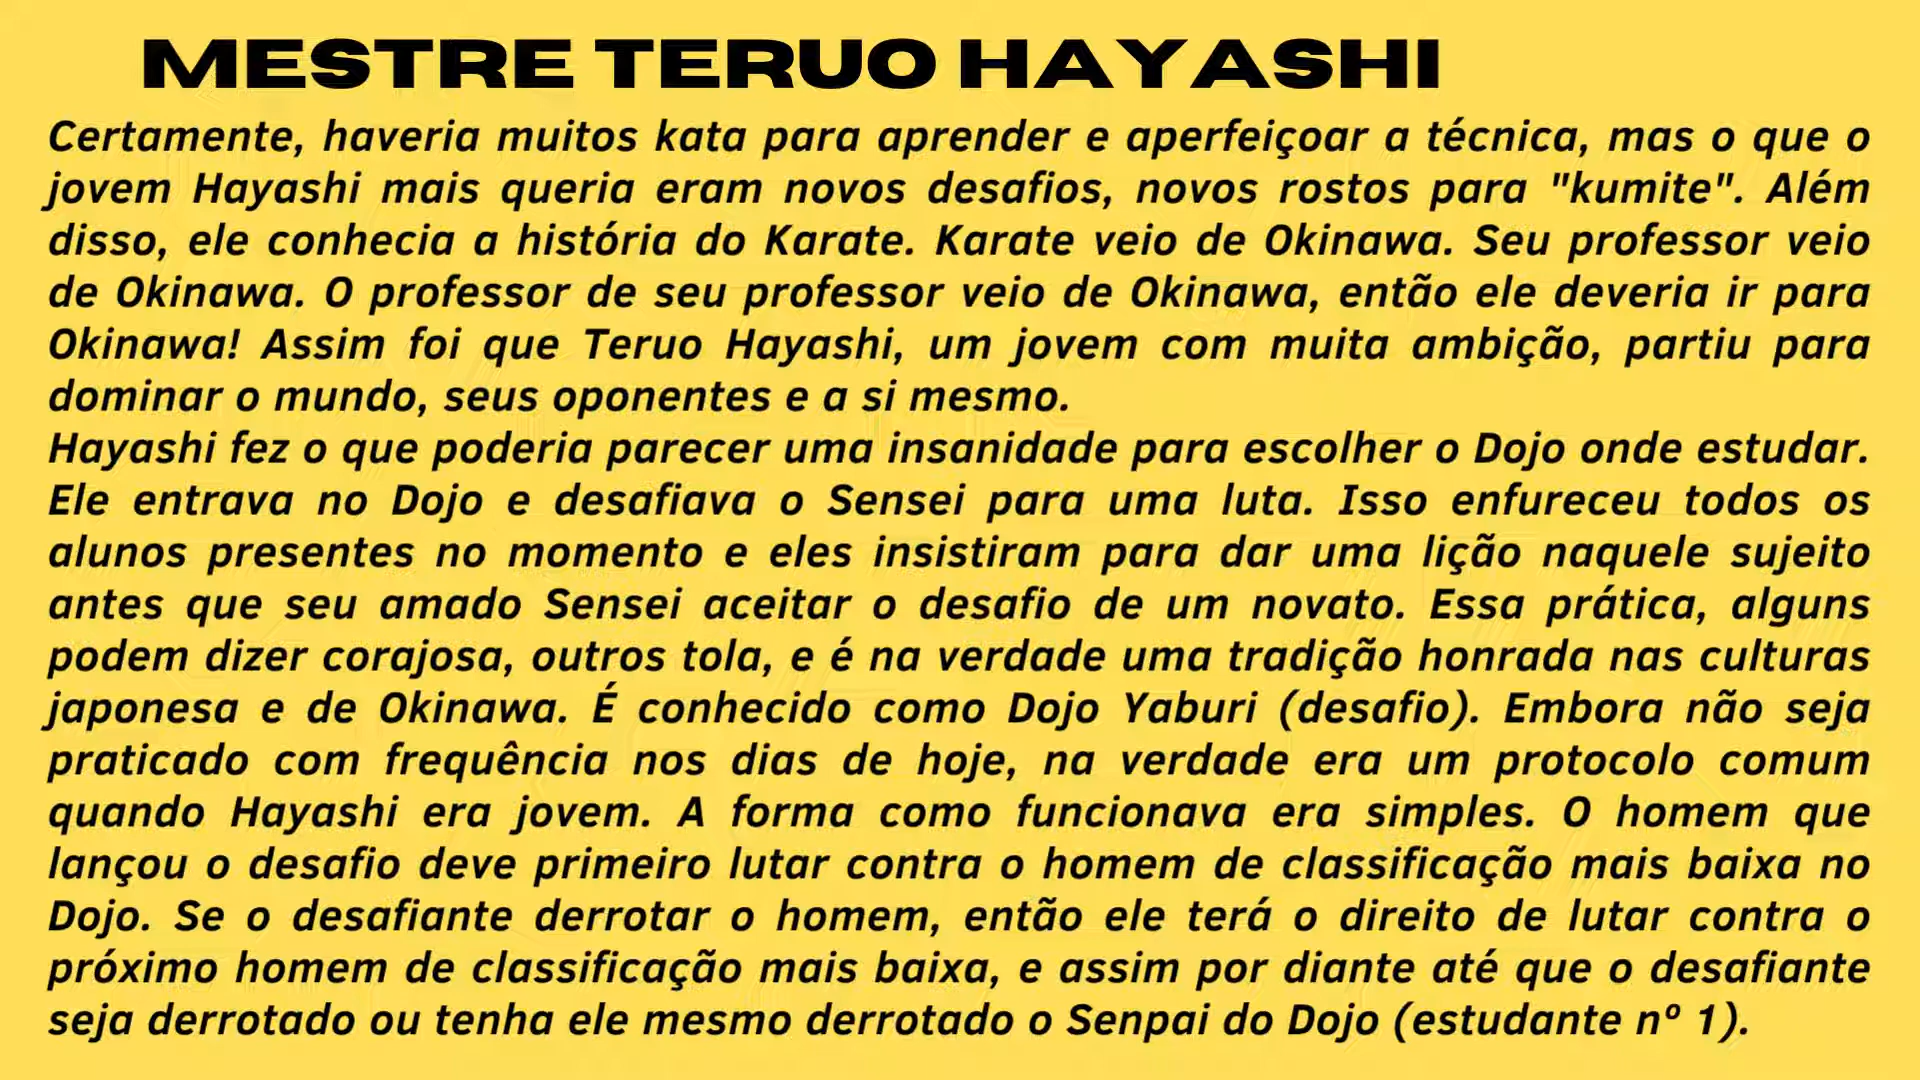 MESTRE TERUO HAYASHI
Certamente, haveria muitos kata para aprender e aperfeiçoar a técnica, mas o que o
jovem Hayashi mais queria eram novos desafios, novos rostos para "kumite". Além
disso, ele conhecia a história do Karate. Karate veio de Okinawa. Seu professor veio
de Okinawa. O professor de seu professor veio de Okinawa, então ele deveria ir para
Okinawa! Assim foi que Teruo Hayashi, um jovem com muita ambição, partiu para
dominar o mundo, seus oponentes e a si mesmo.
Hayashi fez o que poderia parecer uma insanidade para escolher o Dojo onde estudar.
Ele entrava no Dojo e desafiava o Sensei para uma luta. Isso enfureceu todos os
alunos presentes no momento e eles insistiram para dar uma lição naquele sujeito
antes que seu amado Sensei aceitar o desafio de um novato. Essa prática, alguns
podem dizer corajosa, outros tola, e é na verdade uma tradição honrada nas culturas
japonesa e de Okinawa. É conhecido como Dojo Yaburi (desafio). Embora não seja
praticado com frequência nos dias de hoje, na verdade era um protocolo comum
quando Hayashi era jovem. A forma como funcionava era simples. O homem que
lançou o desafio deve primeiro lutar contra o homem de classificação mais baixa no
Dojo. Se o desafiante derrotar o homem, então ele terá o direito de lutar contra o
próximo homem de classificação mais baixa, e assim por diante até que o desafiante
seja derrotado ou tenha ele mesmo derrotado o Senpai do Dojo (estudante nº 1).